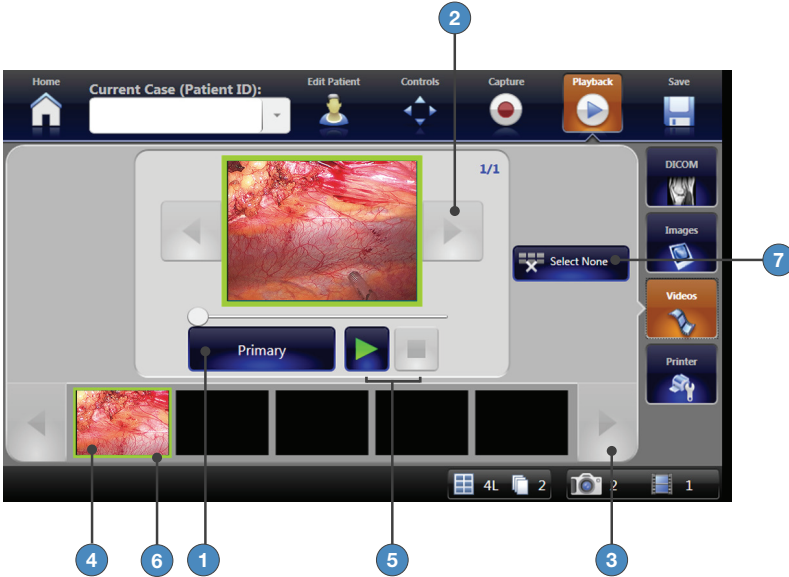 2
Home
Current Case (Patient ID):
Edit Patient
Controls
Capture
Playback
Save
1/1
DICOM
Images
Select None
7
Videos
Primary
Printer
4L
2
2
1
4
6
1
5
3